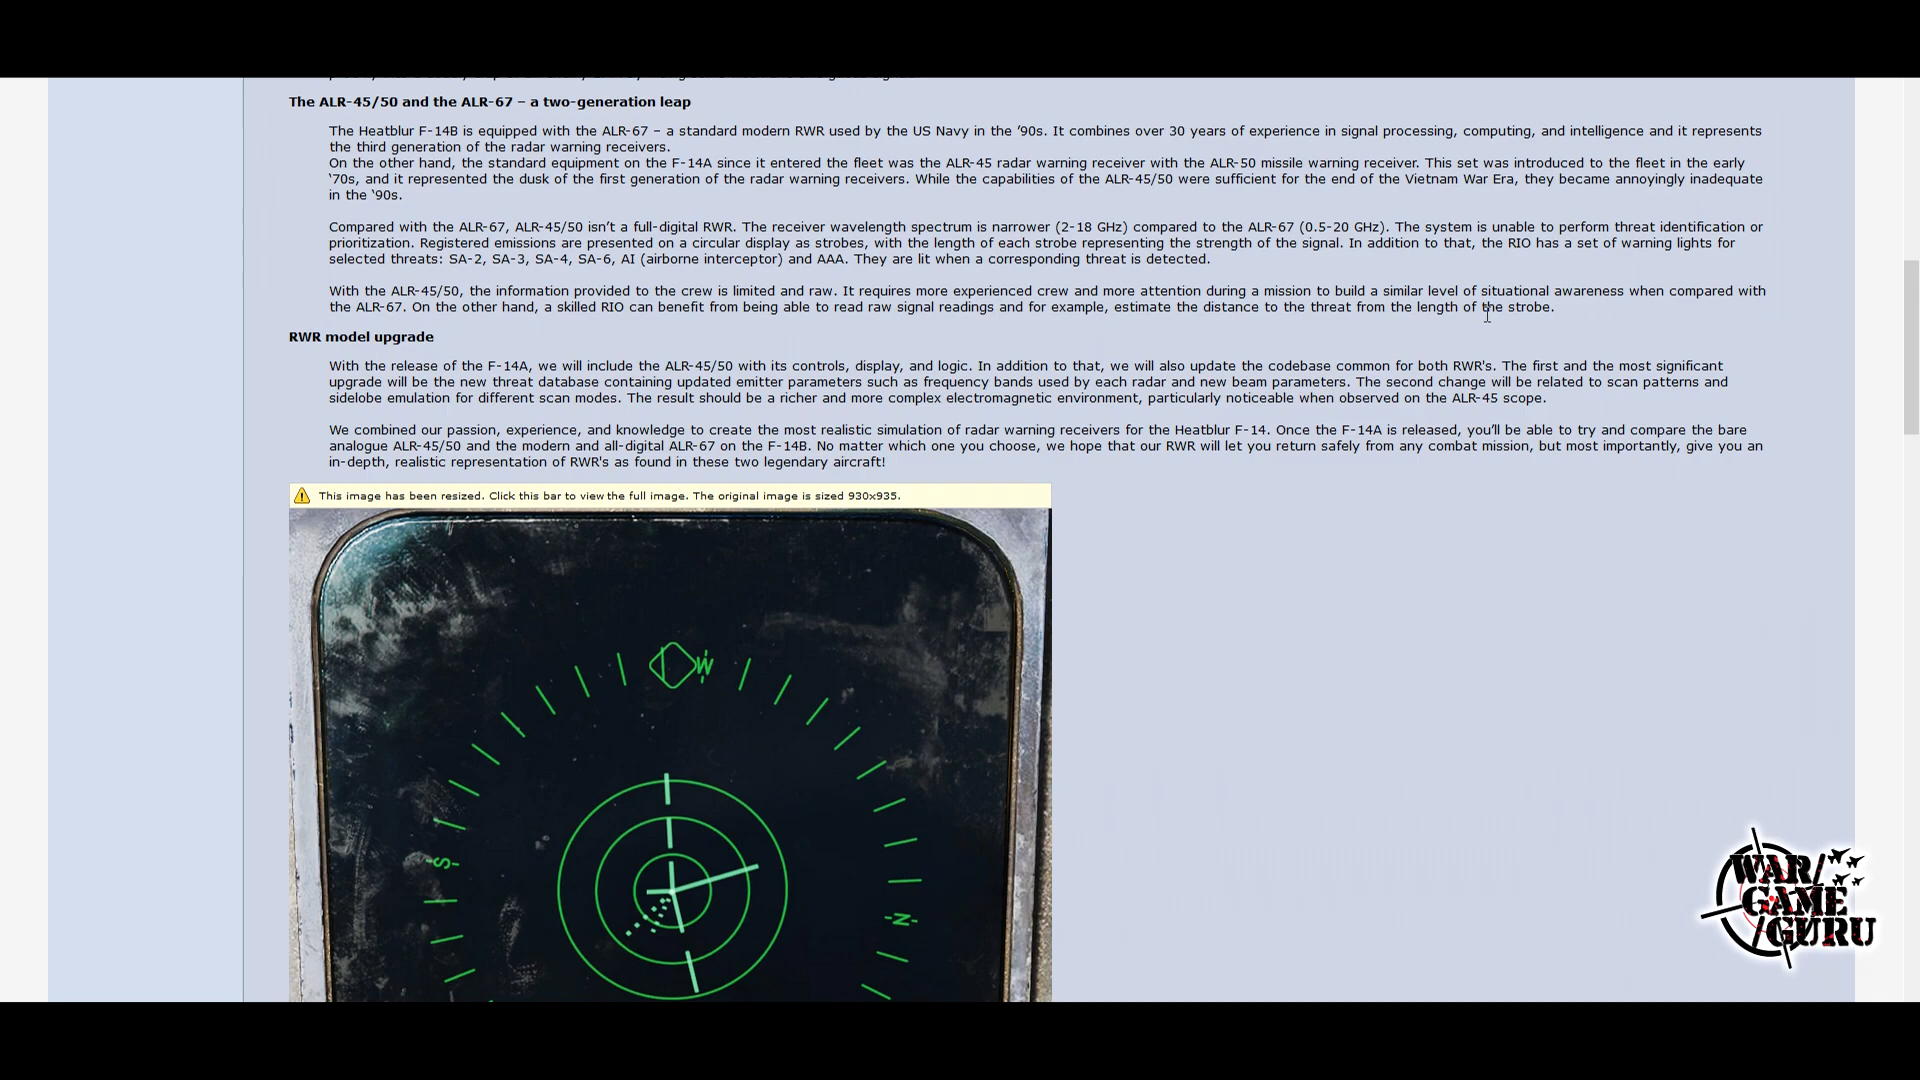 The ALR-45/50 and the ALR-67 – a two-generation leap
The Heatblur F-14B is equipped with the ALR-67 – a standard modern RWR used by the US Navy in the ’90s. It combines over 30 years of experience in signal processing, computing, and intelligence and it represents
the third generation of the radar warning receivers.
On the other hand, the standard equipment on the F-14A since it entered the fleet was the ALR-45 radar warning receiver with the ALR-50 missile warning receiver. This set was introduced to the fleet in the early
‘70s, and it represented the dusk of the first generation of the radar warning receivers. While the capabilities of the ALR-45/50 were sufficient for the end of the Vietnam War Era, they became annoyingly inadequate
in the ‘90s.
Compared with the ALR-67, ALR-45/50 isn’t a full-digital RWR. The receiver wavelength spectrum is narrower (2-18 GHz) compared to the ALR-67 (0.5-20 GHz). The system is unable to perform threat identification or
prioritization. Registered emissions are presented on a circular display as strobes, with the length of each strobe representing the strength of the signal. In addition to that, the RIO has a set of warning lights for
selected threats: SA-2, SA-3, SA-4, SA-6, AI (airborne interceptor) and AAA. They are lit when a corresponding threat is detected.
With the ALR-45/50, the information provided to the crew is limited and raw. It requires more experienced crew and more attention during a mission to build a similar level of situational awareness when compared with
the ALR-67. On the other hand, a skilled RIO can benefit from being able to read raw signal readings and for example, estimate the distance to the threat from the length of the strobe.
RWR model upgrade
With the release of the F-14A, we will include the ALR-45/50 with its controls, display, and logic. In addition to that, we will also update the codebase common for both RWR's. The first and the most significant
upgrade will be the new threat database containing updated emitter parameters such as frequency bands used by each radar and new beam parameters. The second change will be related to scan patterns and
sidelobe emulation for different scan modes. The result should be a richer and more complex electromagnetic environment, particularly noticeable when observed on the ALR-45 scope.
We combined our passion, experience, and knowledge to create the most realistic simulation of radar warning receivers for the Heatblur F-14. Once the F-14A is released, you’ll be able to try and compare the bare
analogue ALR-45/50 and the modern and all-digital ALR-67 on the F-14B. No matter which one you choose, we hope that our RWR will let you return safely from any combat mission, but most importantly, give you an
in-depth, realistic representation of RWR's as found in these two legendary aircraft!
This image has been resized. Click this bar to view the full image. The original image is sized 930x935.
W
S
N
WAR/
GAME
GURU